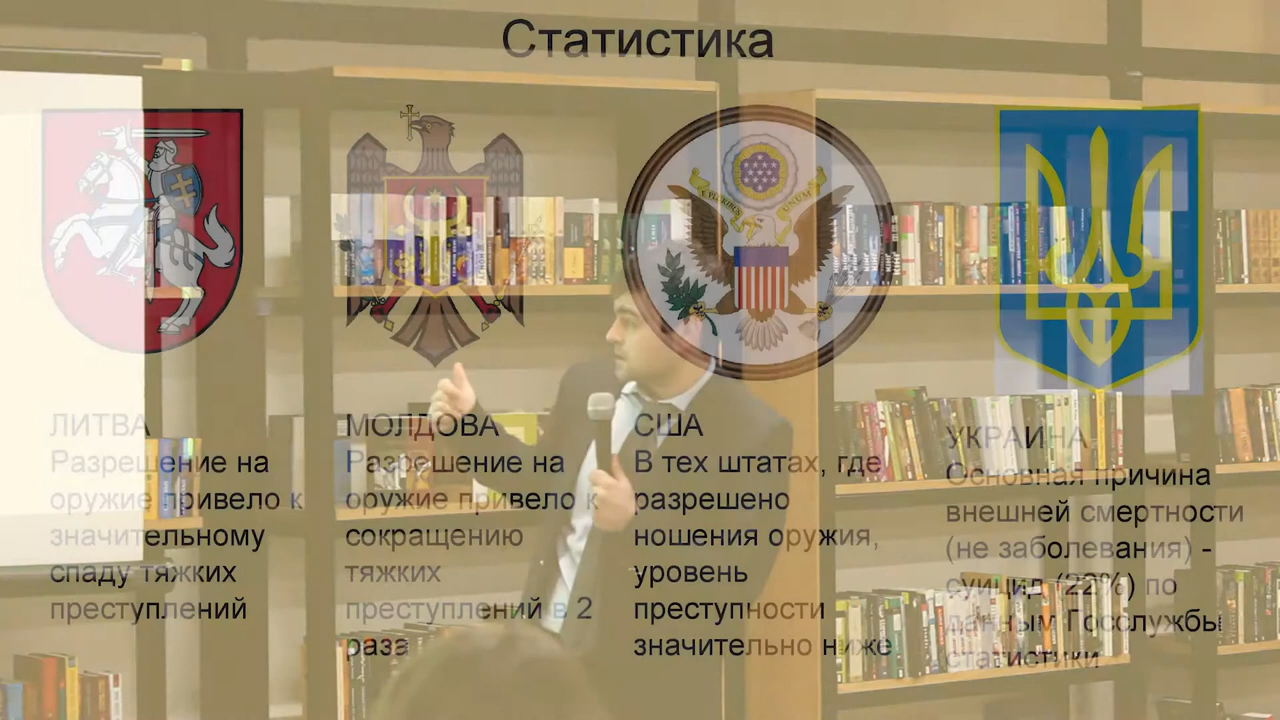 Статистика
ЛИТВА
Разрешение на
оружие привело к
значительному
спаду тяжких
преступлений
МОЛДОВА
Разрешение на
оружие привело к
сокращению
тяжких
преступлений в 2
раза
США
В тех штатах, где
разрешено
ношения оружия,
уровень
преступности
значительно ниже
УКРАИНА
Основная причина
внешней смертности
(не заболевания) -
суицид (22%) по
данным Госслужбы
статистики
E PLURIBUS UNUM